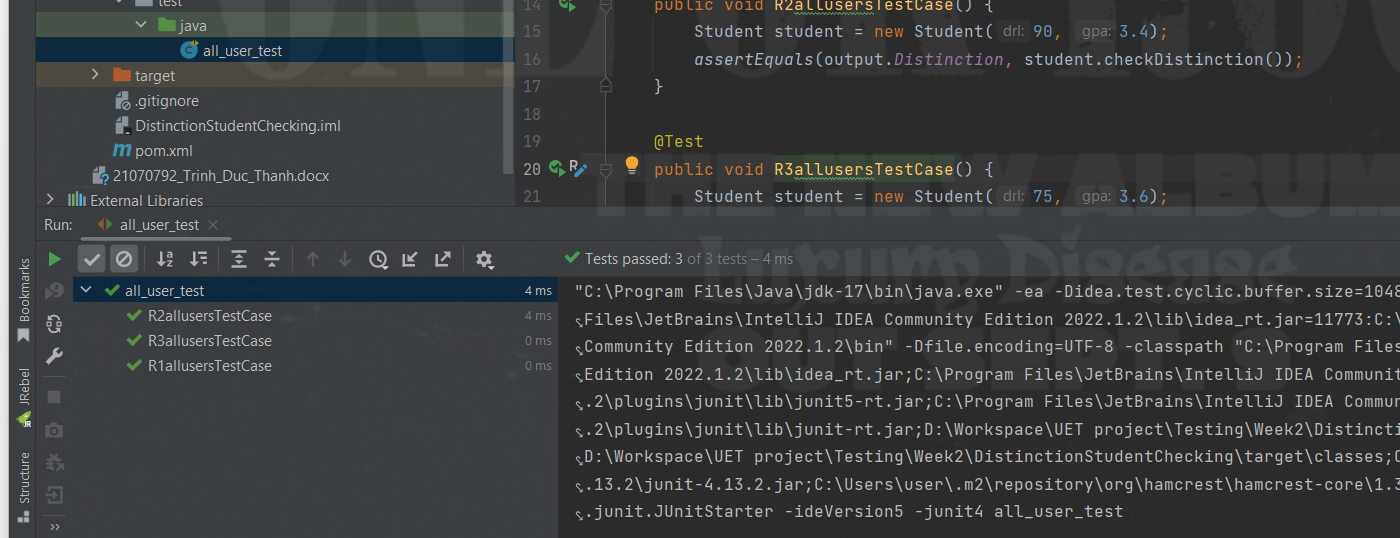 test
java
all_user_test
target
.gitignore
DistinctionStudentChecking.iml
pom.xml
21070792_Trinh_Duc_Thanh.docx
External Libraries
14 public void R2allusersTestCase() {
15 Student student = new Student( drl: 90, gpa: 3.4);
16 assertEquals(output.Distinction, student.checkDistinction());
17 }
18
19 @Test
20 public void R3allusersTestCase() {
21 Student student = new Student( drl: 75, gpa: 3.6);
THE NEW ALBUM
OUT SEPT. 9
Run: all_user_test
Tests passed: 3 of 3 tests – 4 ms
all_user_test 4 ms
R2allusersTestCase 4 ms
R3allusersTestCase 0 ms
R1allusersTestCase 0 ms
"C:\Program Files\Java\jdk-17\bin\java.exe" -ea -Didea.test.cyclic.buffer.size=1048
Files\JetBrains\IntelliJ IDEA Community Edition 2022.1.2\lib\idea_rt.jar=11773:C:\
Community Edition 2022.1.2\bin" -Dfile.encoding=UTF-8 -classpath "C:\Program Files
Edition 2022.1.2\lib\idea_rt.jar;C:\Program Files\JetBrains\IntelliJ IDEA Communit
.2\plugins\junit\lib\junit5-rt.jar;C:\Program Files\JetBrains\IntelliJ IDEA Commun
.2\plugins\junit\lib\junit-rt.jar;D:\Workspace\UET project\Testing\Week2\Distincti
D:\Workspace\UET project\Testing\Week2\DistinctionStudentChecking\target\classes;C
.13.2\junit-4.13.2.jar;C:\Users\user\.m2\repository\org\hamcrest\hamcrest-core\1.3
.junit.JUnitStarter -ideVersion5 -junit4 all_user_test
Bookmarks
JRebel
JR
Structure